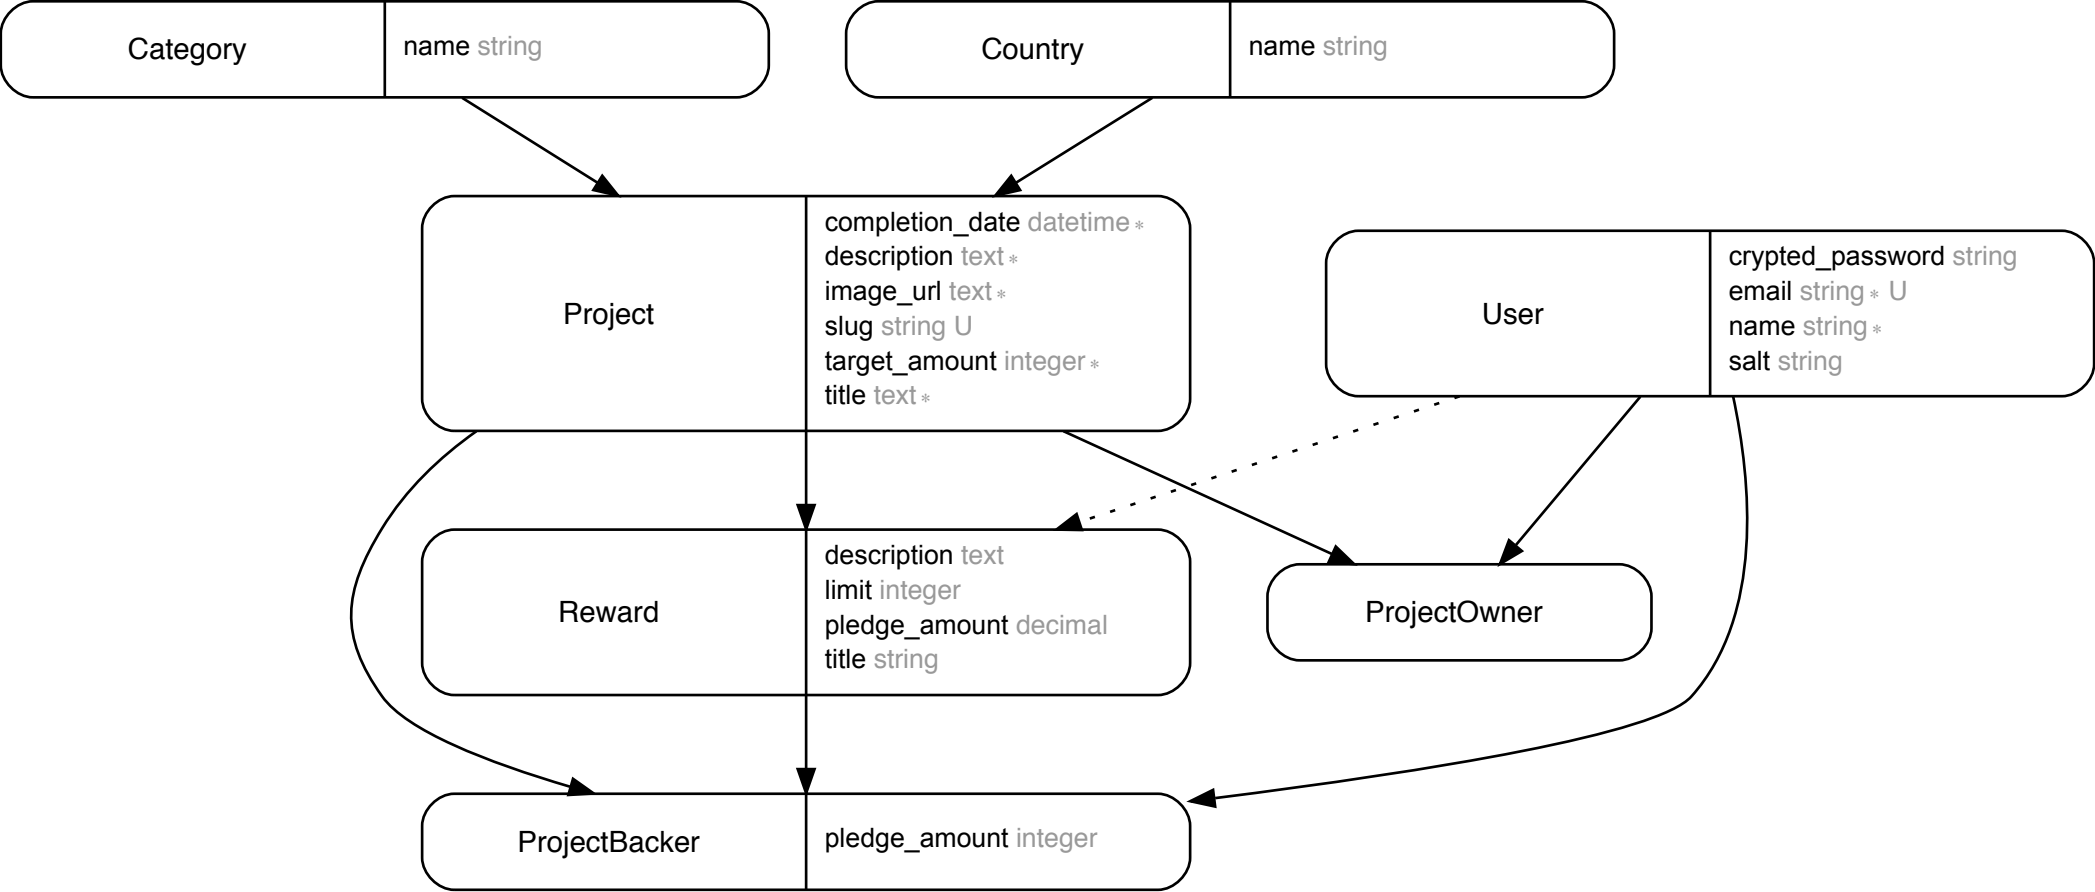 Category
name string
Country
name string
Project
completion_date datetime *
description text *
image_url text *
slug string U
target_amount integer *
title text *
User
crypted_password string
email string * U
name string *
salt string
Reward
description text
limit integer
pledge_amount decimal
title string
ProjectOwner
ProjectBacker
pledge_amount integer